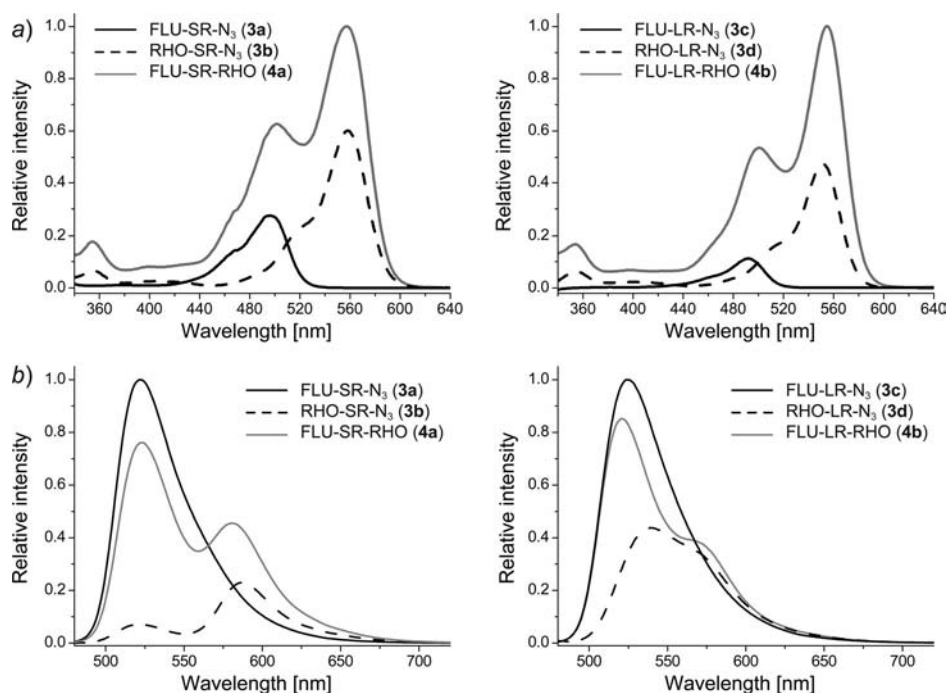 a)
Relative intensity
1.0
0.8
0.6
0.4
0.2
0.0
FLU-SR-N₃ (3a)
RHO-SR-N₃ (3b)
FLU-SR-RHO (4a)
360 400 440 480 520 560 600 640
Wavelength [nm]
Relative intensity
1.0
0.8
0.6
0.4
0.2
0.0
FLU-LR-N₃ (3c)
RHO-LR-N₃ (3d)
FLU-LR-RHO (4b)
360 400 440 480 520 560 600 640
Wavelength [nm]
b)
Relative intensity
1.0
0.8
0.6
0.4
0.2
0.0
FLU-SR-N₃ (3a)
RHO-SR-N₃ (3b)
FLU-SR-RHO (4a)
500 550 600 650 700
Wavelength [nm]
Relative intensity
1.0
0.8
0.6
0.4
0.2
0.0
FLU-LR-N₃ (3c)
RHO-LR-N₃ (3d)
FLU-LR-RHO (4b)
500 550 600 650 700
Wavelength [nm]